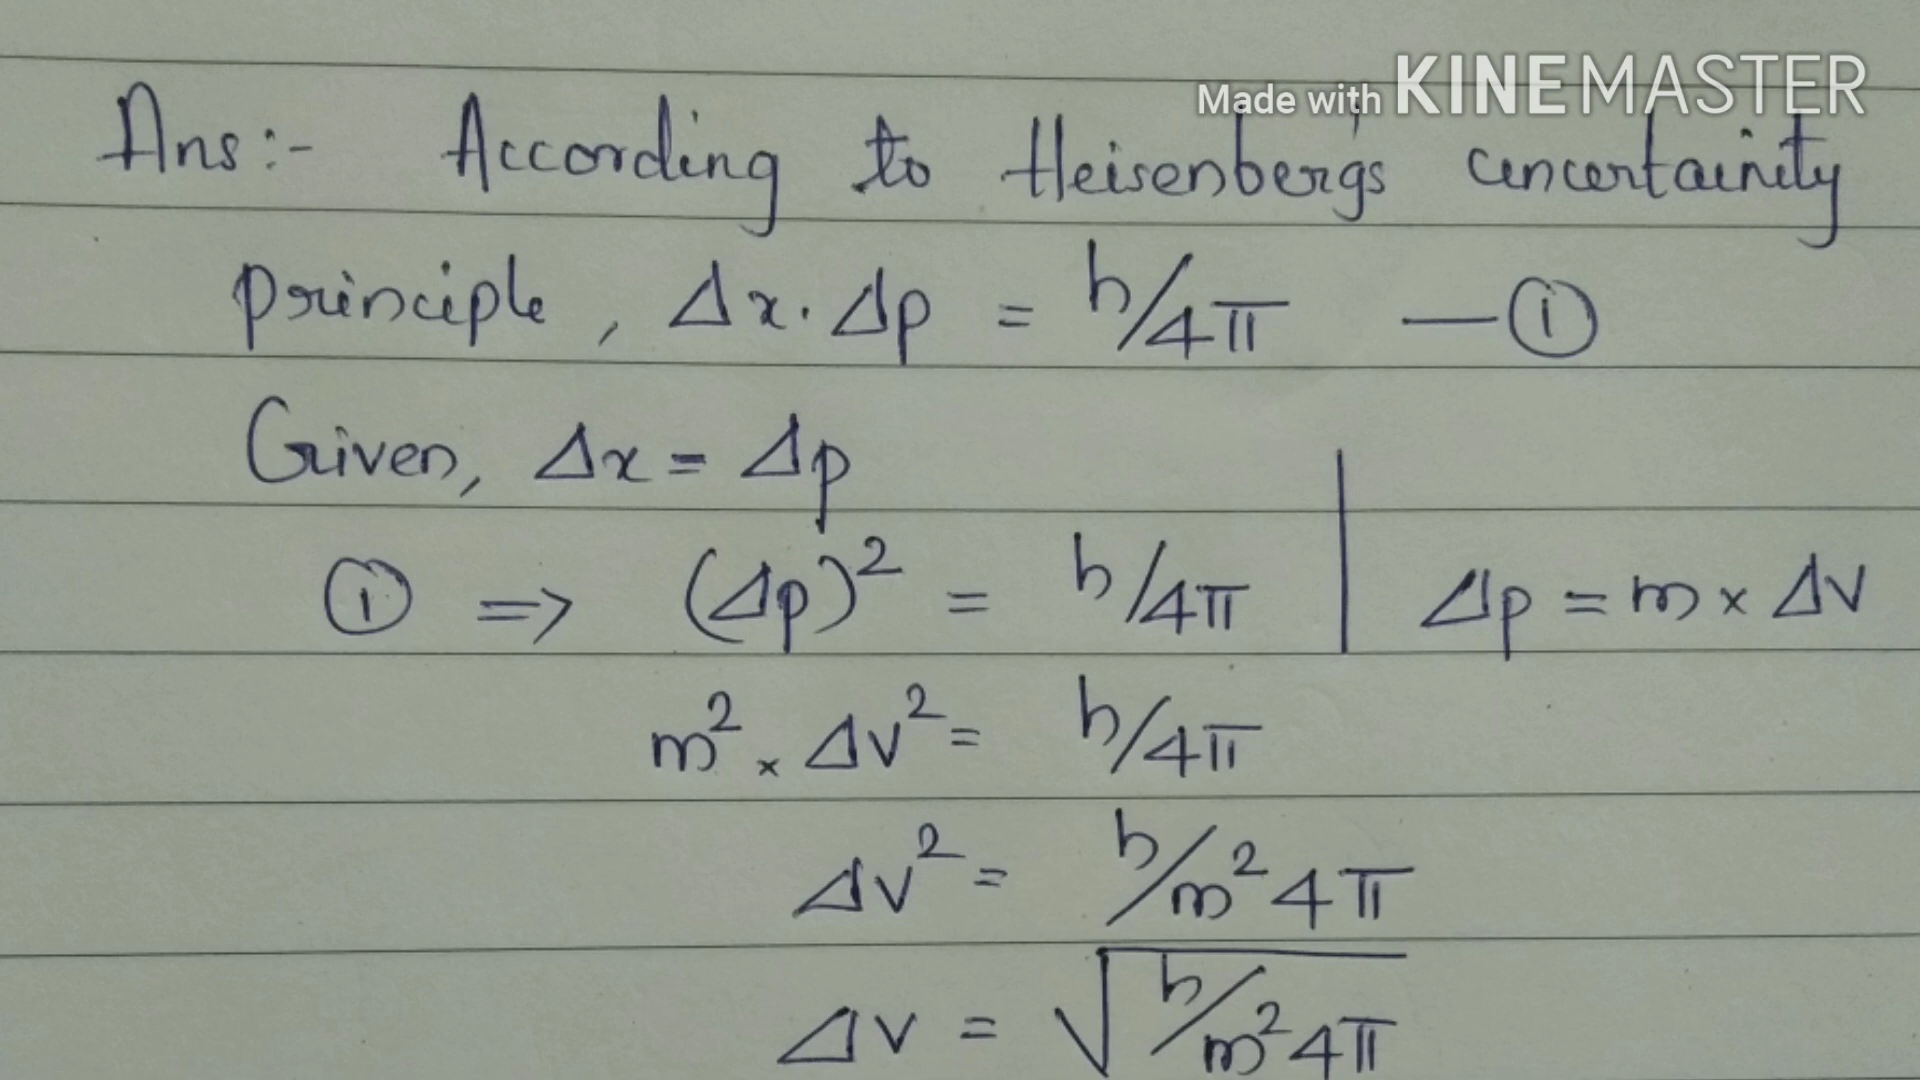 Made with KINEMASTER
Ans:- According to Heisenberg's uncertainity
principle, Δx. Δp = h/4π — ①
Given, Δx = Δp
① => (Δp)² = h/4π | Δp = m × Δv
m² × Δv² = h/4π
Δv² = h/m²4π
Δv = √h/m²4π